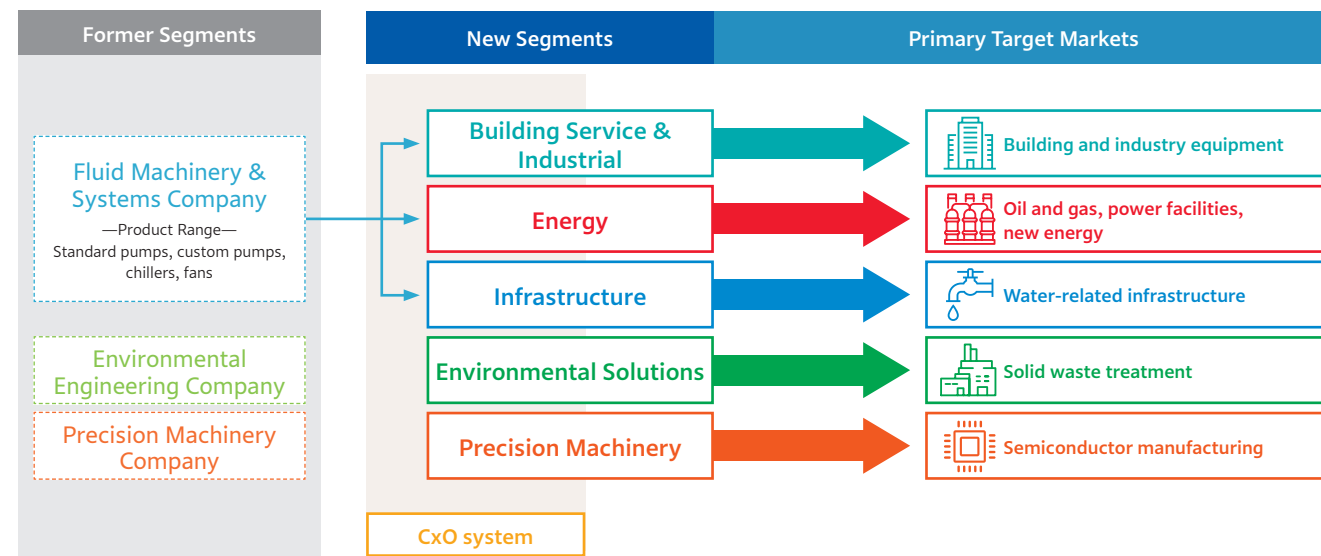 Former Segments
New Segments
Primary Target Markets
Fluid Machinery &
Systems Company
—Product Range—
Standard pumps, custom pumps,
chillers, fans
Environmental
Engineering Company
Precision Machinery
Company
Building Service &
Industrial
Building and industry equipment
Energy
Oil and gas, power facilities,
new energy
Infrastructure
Water-related infrastructure
Environmental Solutions
Solid waste treatment
Precision Machinery
Semiconductor manufacturing
CxO system